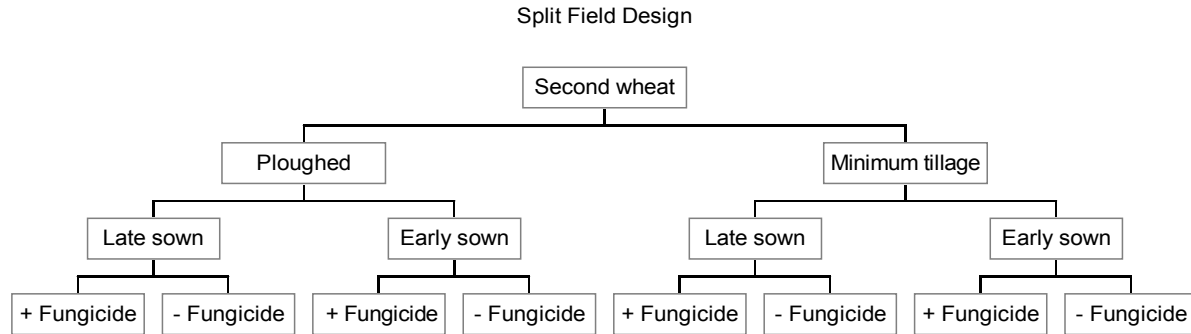 Split Field Design
Second wheat
Ploughed
Minimum tillage
Late sown
Early sown
Late sown
Early sown
+ Fungicide
- Fungicide
+ Fungicide
- Fungicide
+ Fungicide
- Fungicide
+ Fungicide
- Fungicide